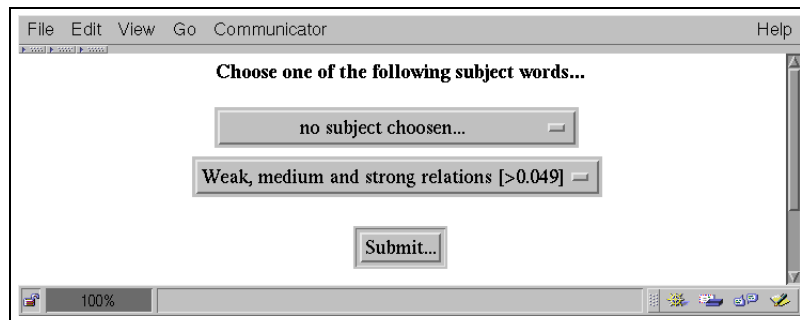 File Edit View Go Communicator Help
Choose one of the following subject words...
no subject choosen...
Weak, medium and strong relations [>0.049]
Submit...
100%